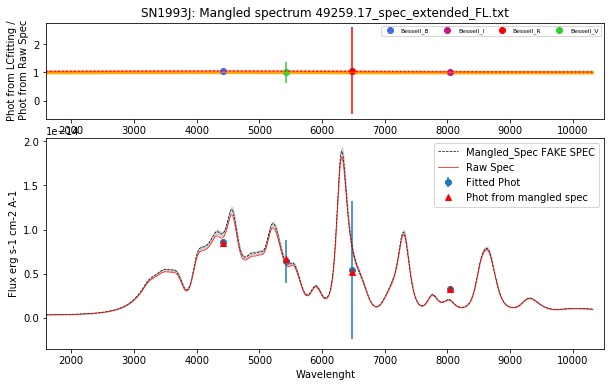 SN1993J: Mangled spectrum 49259.17_spec_extended_FL.txt
Phot from LCfitting /
Phot from Raw Spec
2
1
0
Bessell_B
Bessell_I
Bessell_R
Bessell_V
2000 3000 4000 5000 6000 7000 8000 9000 10000
1e−14
Flux erg s-1 cm-2 A-1
2.0
1.5
1.0
0.5
0.0
Mangled_Spec FAKE SPEC
Raw Spec
Fitted Phot
Phot from mangled spec
2000 3000 4000 5000 6000 7000 8000 9000 10000
Wavelenght